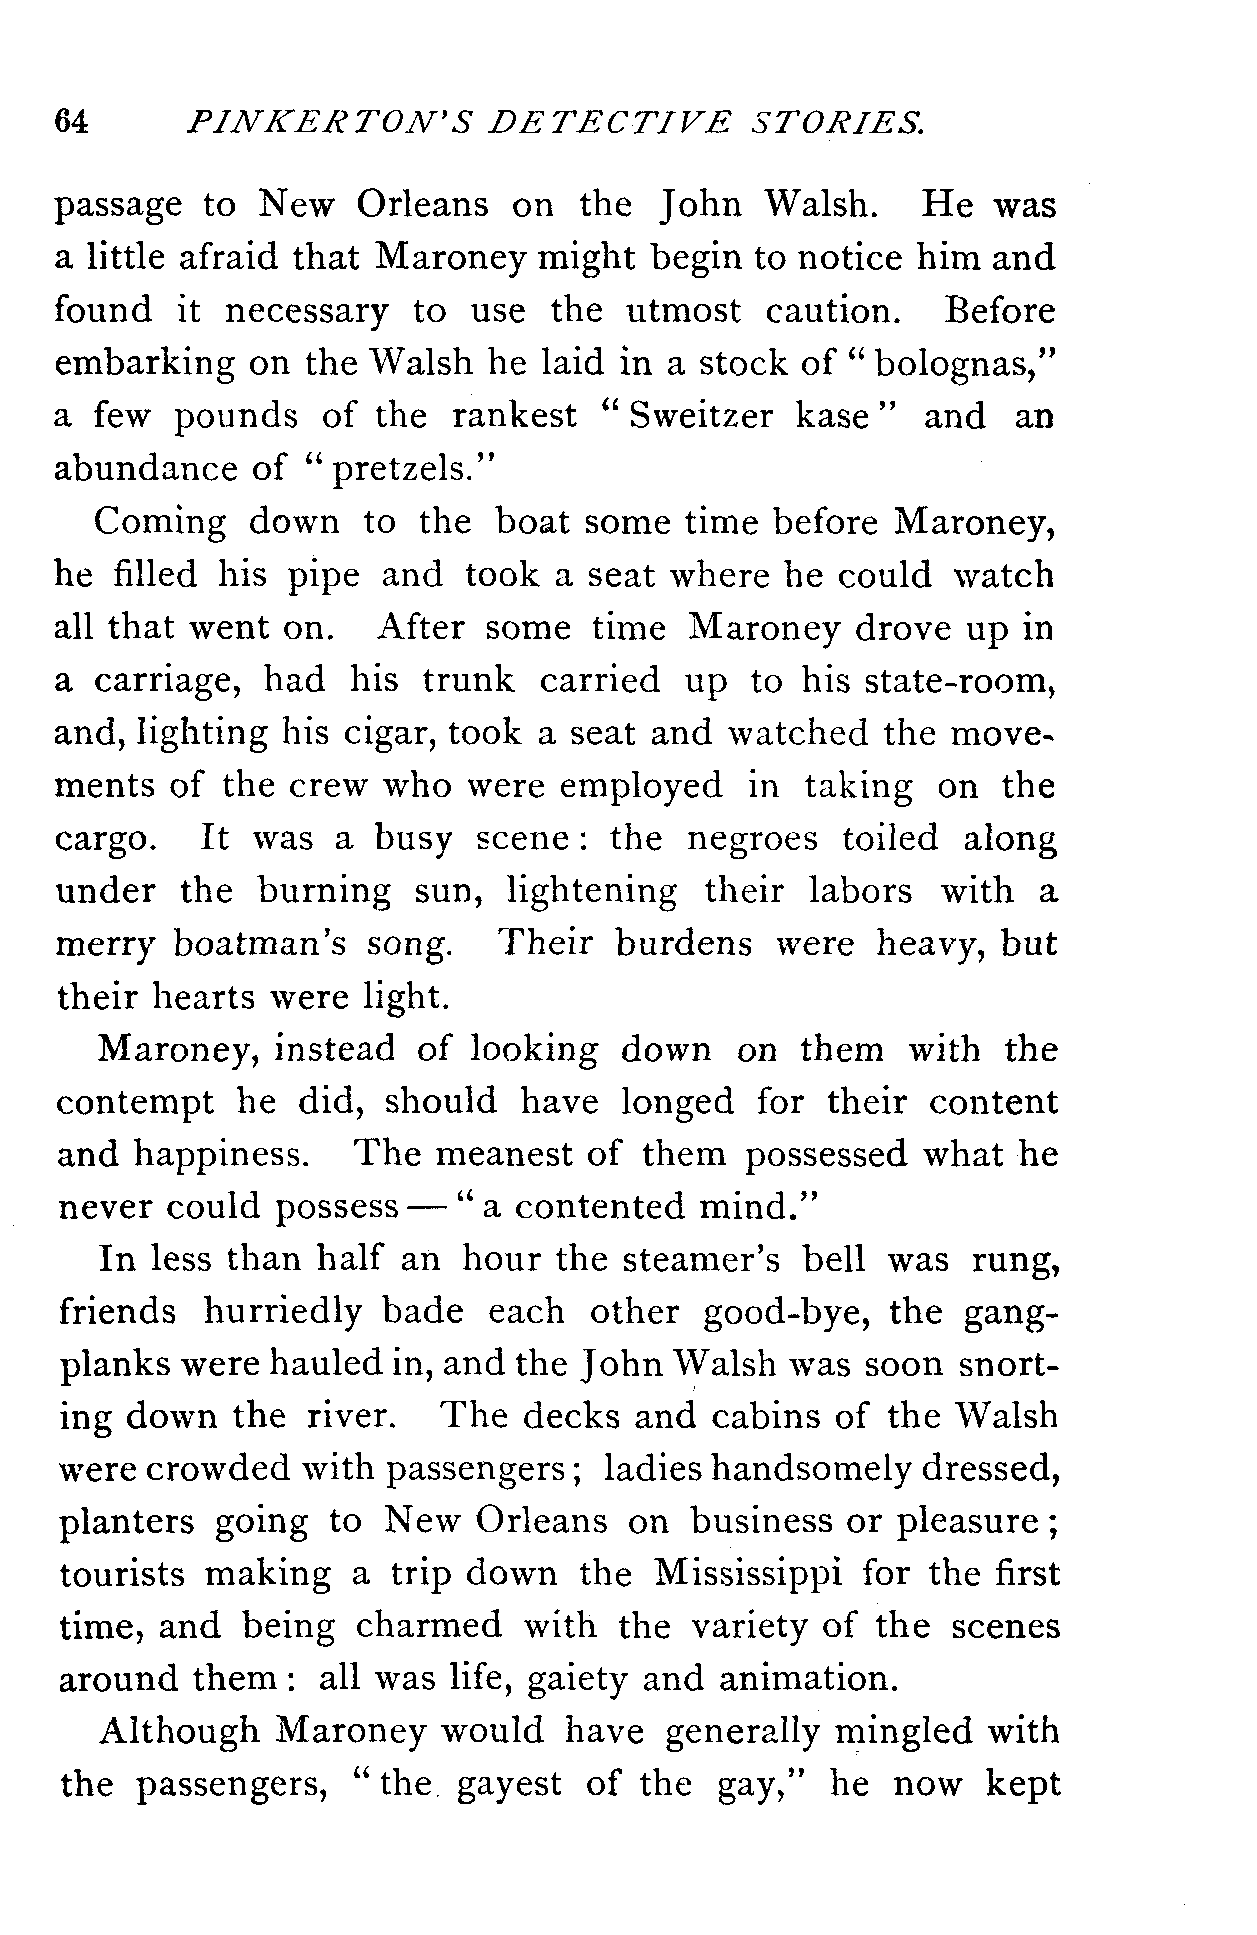 64 PINKERTON'S DETECTIVE STORIES.
passage to New Orleans on the John Walsh. He was
a little afraid that Maroney might begin to notice him and
found it necessary to use the utmost caution. Before
embarking on the Walsh he laid in a stock of "bolognas,"
a few pounds of the rankest "Sweitzer kase" and an
abundance of "pretzels."
Coming down to the boat some time before Maroney,
he filled his pipe and took a seat where he could watch
all that went on. After some time Maroney drove up in
a carriage, had his trunk carried up to his state-room,
and, lighting his cigar, took a seat and watched the move-
ments of the crew who were employed in taking on the
cargo. It was a busy scene: the negroes toiled along
under the burning sun, lightening their labors with a
merry boatman's song. Their burdens were heavy, but
their hearts were light.
Maroney, instead of looking down on them with the
contempt he did, should have longed for their content
and happiness. The meanest of them possessed what he
never could possess — "a contented mind."
In less than half an hour the steamer's bell was rung,
friends hurriedly bade each other good-bye, the gang-
planks were hauled in, and the John Walsh was soon snort-
ing down the river. The decks and cabins of the Walsh
were crowded with passengers; ladies handsomely dressed,
planters going to New Orleans on business or pleasure;
tourists making a trip down the Mississippi for the first
time, and being charmed with the variety of the scenes
around them: all was life, gaiety and animation.
Although Maroney would have generally mingled with
the passengers, "the gayest of the gay," he now kept